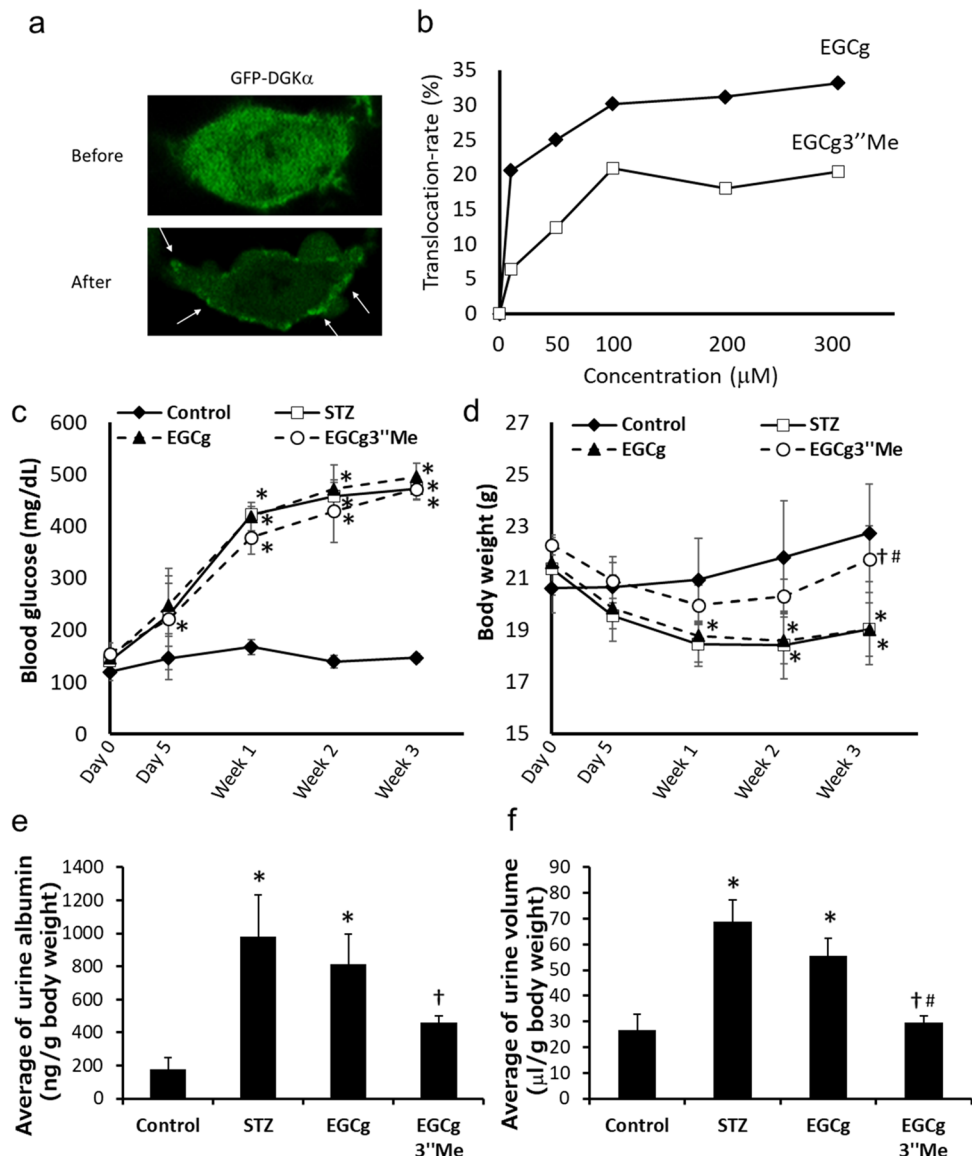 a
GFP-DGKα
Before
After
b
EGCg
EGCg3’’Me
Translocation-rate (%)
35
30
25
20
15
10
5
0
0 50 100 200 300
Concentration (μM)
c
Control STZ
EGCg EGCg3"Me
Blood glucose (mg/dL)
600
500
400
300
200
100
0
* * * *
* * *
* * *
*
Day 0 Day 5 Week 1 Week 2 Week 3
d
Control STZ
EGCg EGCg3"Me
Body weight (g)
27
25
23
21
19
17
15
† #
* * *
* *
Day 0 Day 5 Week 1 Week 2 Week 3
e
Average of urine albumin
(ng/g body weight)
1400
1200
1000
800
600
400
200
0
* * †
Control STZ EGCg EGCg
3"Me
f
Average of urine volume
(μl/g body weight)
90
80
70
60
50
40
30
20
10
0
* * † #
Control STZ EGCg EGCg
3"Me